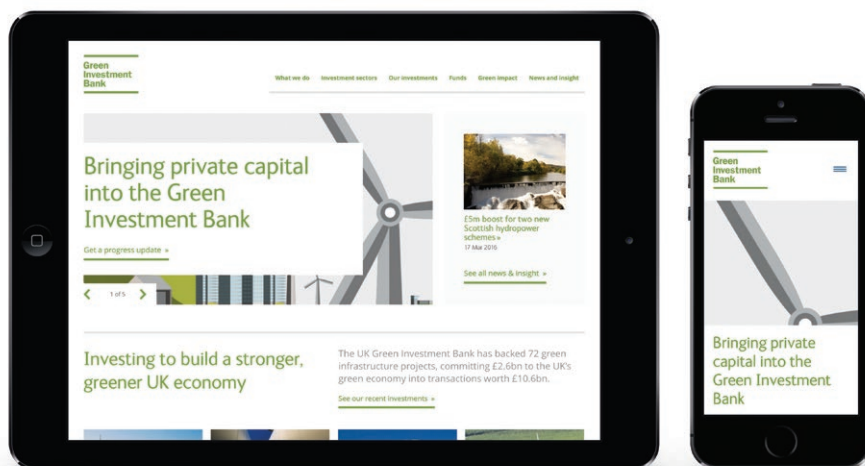 Green
Investment
Bank
What we do Investment sectors Our investments Funds Green impact News and insight
Bringing private capital
into the Green
Investment Bank
Get a progress update »
1 of 5
£5m boost for two new
Scottish hydropower
schemes »
17 Mar 2016
See all news & insight »
Investing to build a stronger,
greener UK economy
The UK Green Investment Bank has backed 72 green
infrastructure projects, committing £2.6bn to the UK's
green economy into transactions worth £10.6bn.
See our recent investments »
Green
Investment
Bank
Bringing private
capital into the
Green Investment
Bank